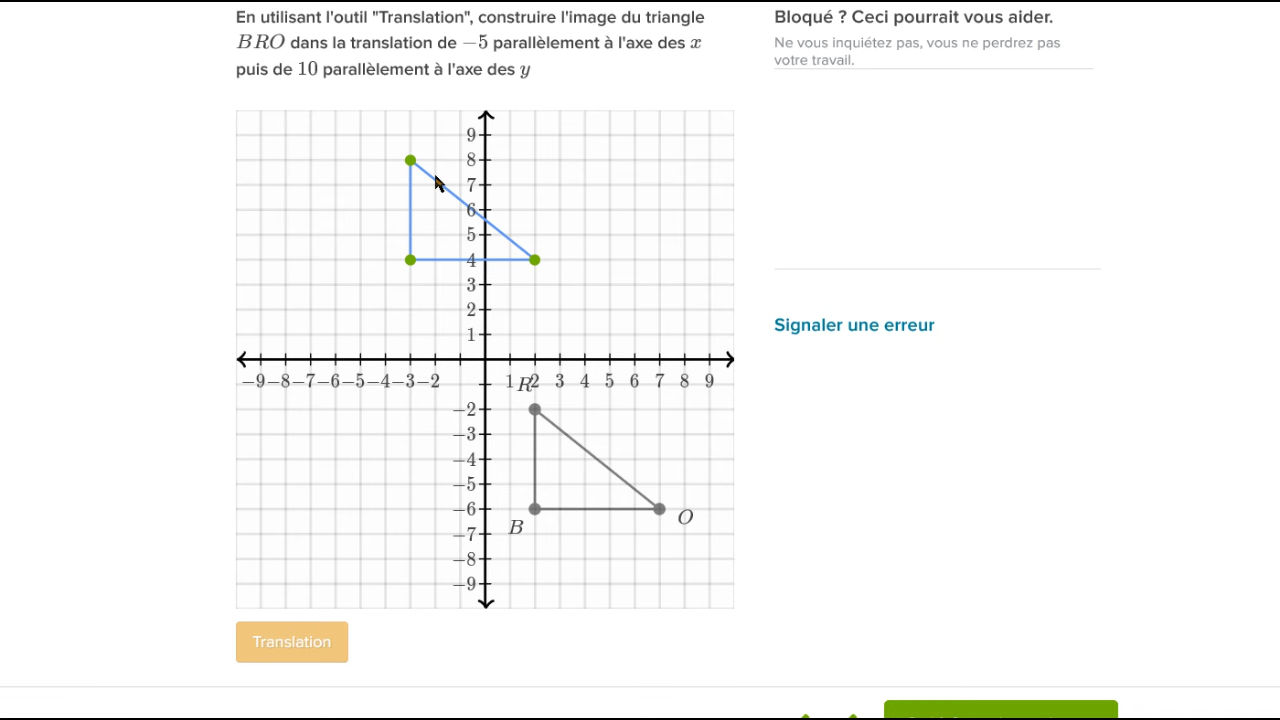 En utilisant l'outil "Translation", construire l'image du triangle
BRO dans la translation de −5 parallèlement à l'axe des x
puis de 10 parallèlement à l'axe des y
Bloqué ? Ceci pourrait vous aider.
Ne vous inquiétez pas, vous ne perdrez pas
votre travail.
9
8
7
6
5
4
3
2
1
−9 −8 −7 −6 −5 −4 −3 −2 1 2 3 4 5 6 7 8 9
R
−2
−3
−4
−5
−6
−7
−8
−9
B
O
Signaler une erreur
Translation